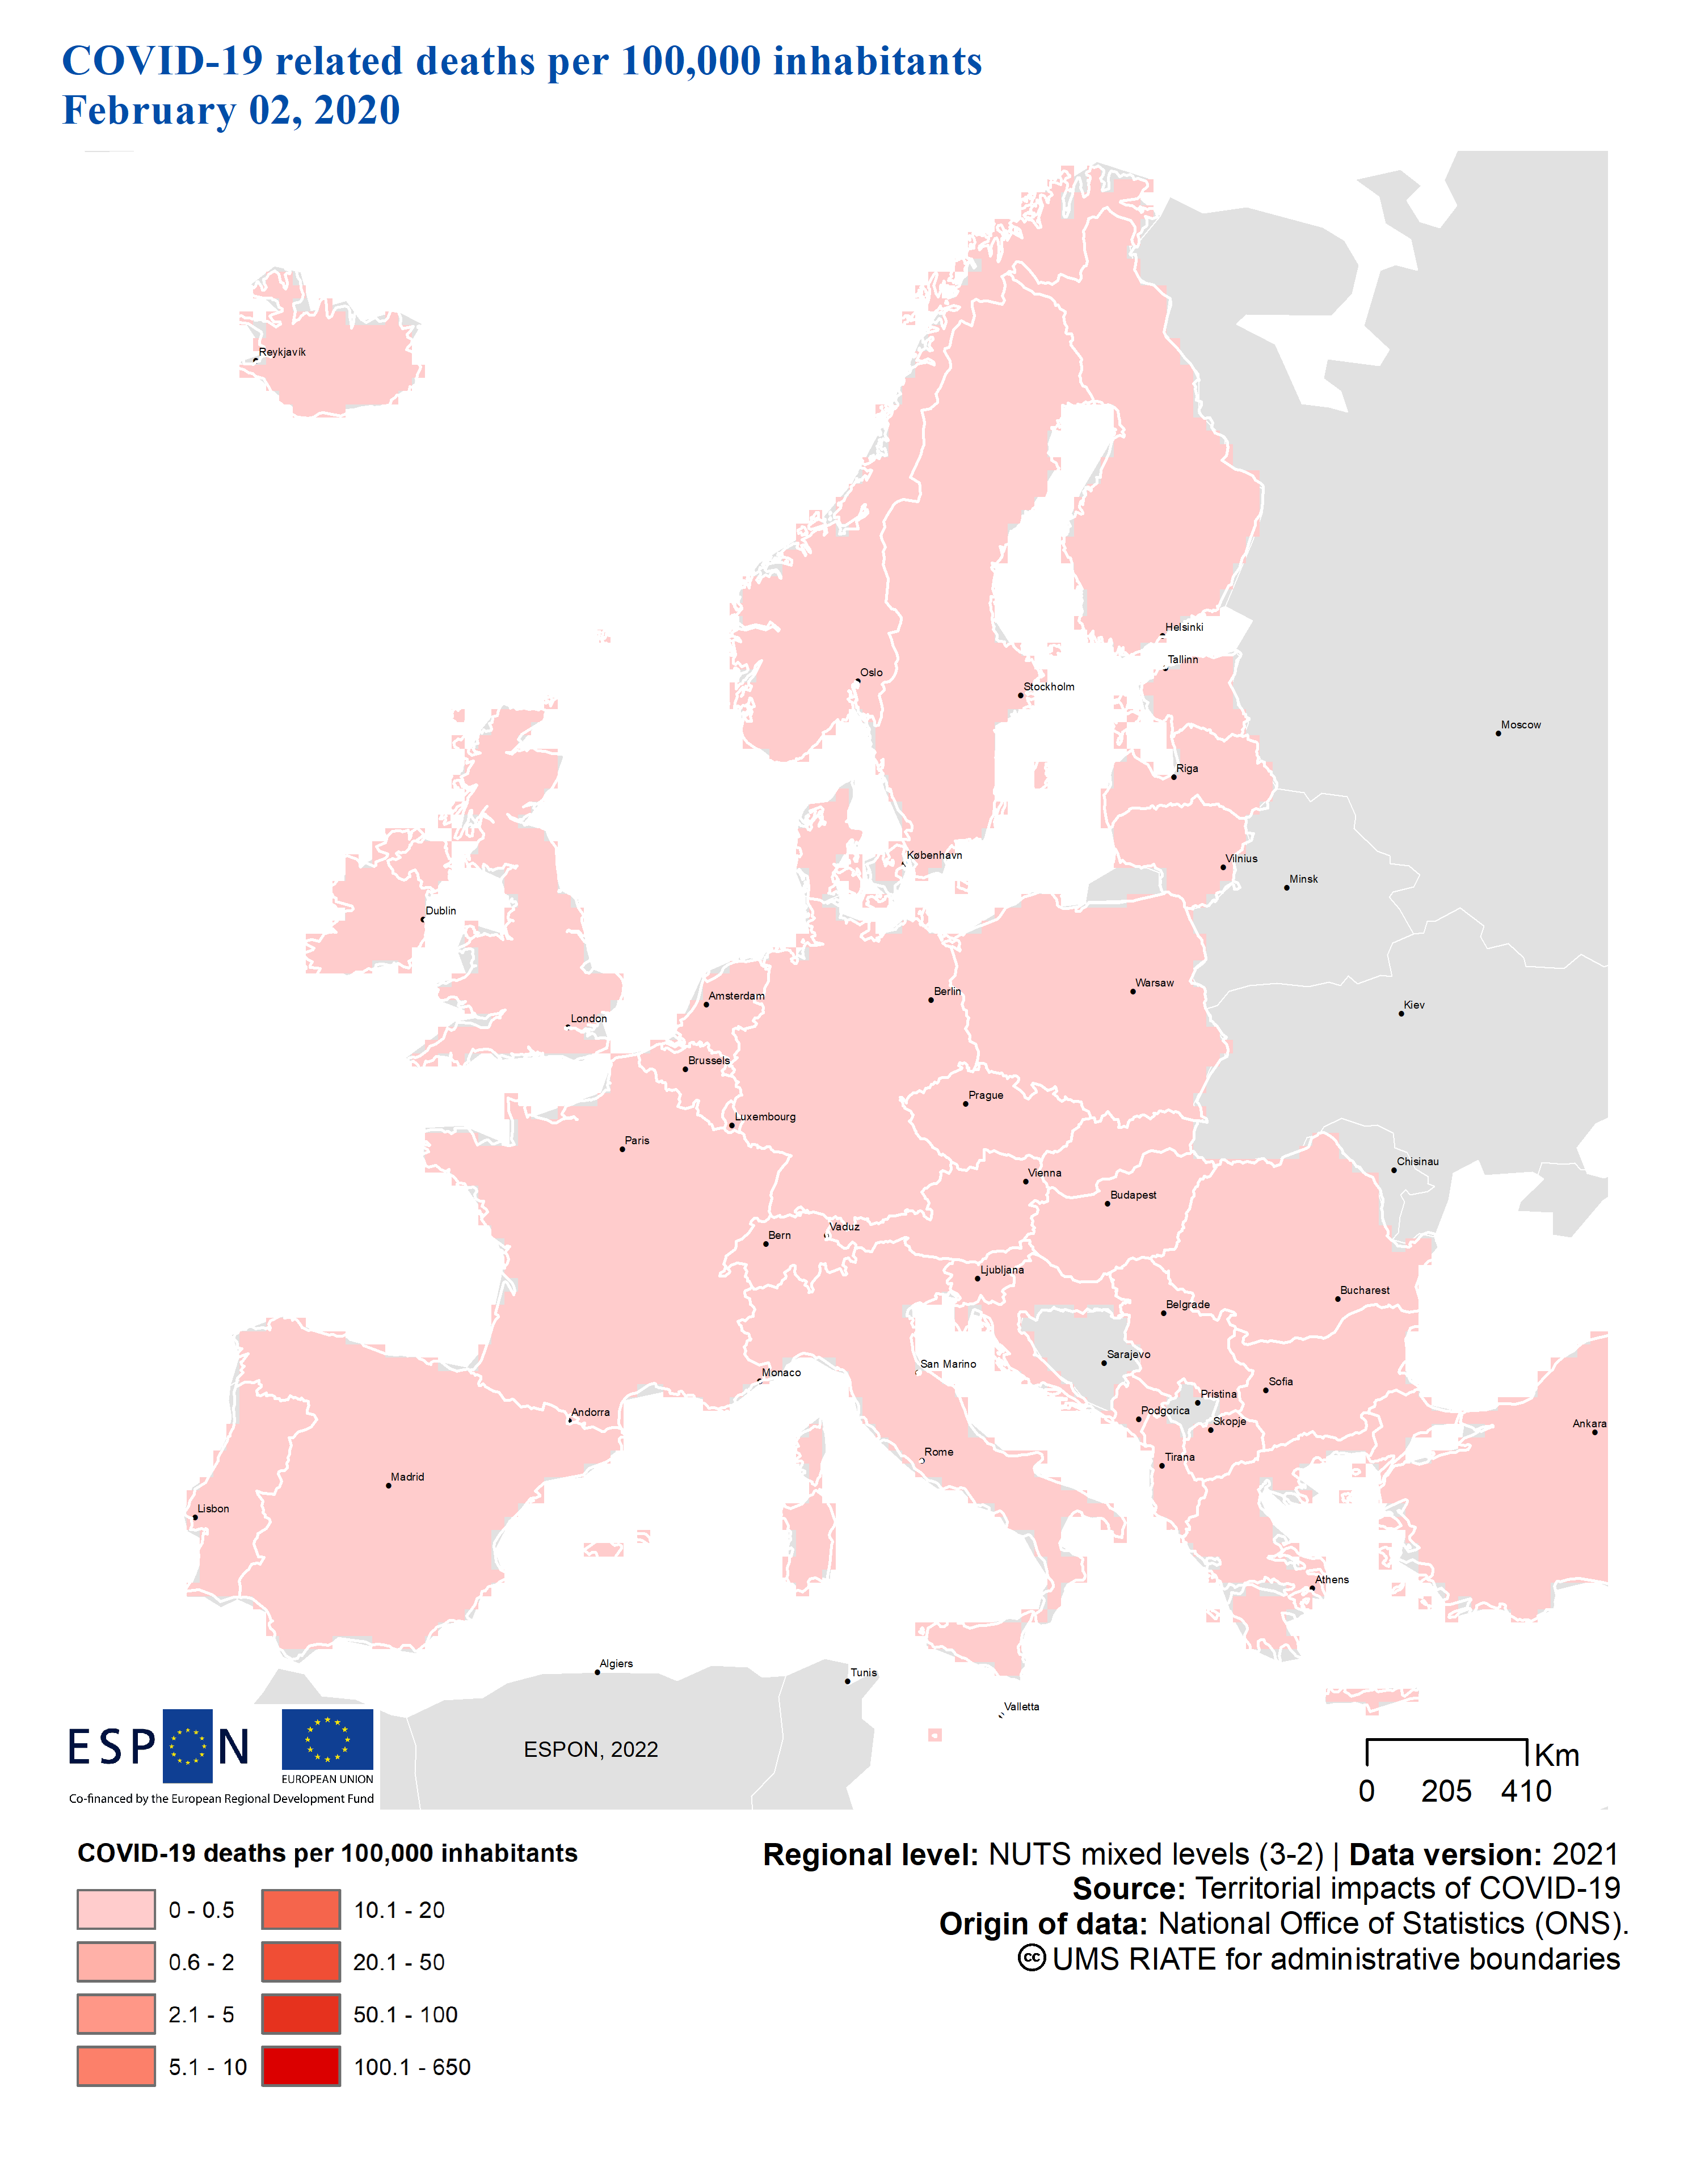 COVID-19 related deaths per 100,000 inhabitants
February 02, 2020
Reykjavík
Helsinki
Tallinn
Oslo
Stockholm
Moscow
Riga
København
Vilnius
Minsk
Dublin
Amsterdam
Berlin
Warsaw
London
Kiev
Brussels
Prague
Luxembourg
Paris
Chisinau
Vienna
Budapest
Vaduz
Bern
Ljubljana
Bucharest
Belgrade
Sarajevo
San Marino
Monaco
Sofia
Pristina
Andorra
Podgorica
Skopje
Ankara
Rome
Tirana
Madrid
Lisbon
Athens
Algiers
Tunis
Valletta
ESPON
EUROPEAN UNION
Co-financed by the European Regional Development Fund
ESPON, 2022
Km
0 205 410
COVID-19 deaths per 100,000 inhabitants
0 - 0.5
0.6 - 2
2.1 - 5
5.1 - 10
10.1 - 20
20.1 - 50
50.1 - 100
100.1 - 650
Regional level: NUTS mixed levels (3-2) | Data version: 2021
Source: Territorial impacts of COVID-19
Origin of data: National Office of Statistics (ONS).
cc UMS RIATE for administrative boundaries